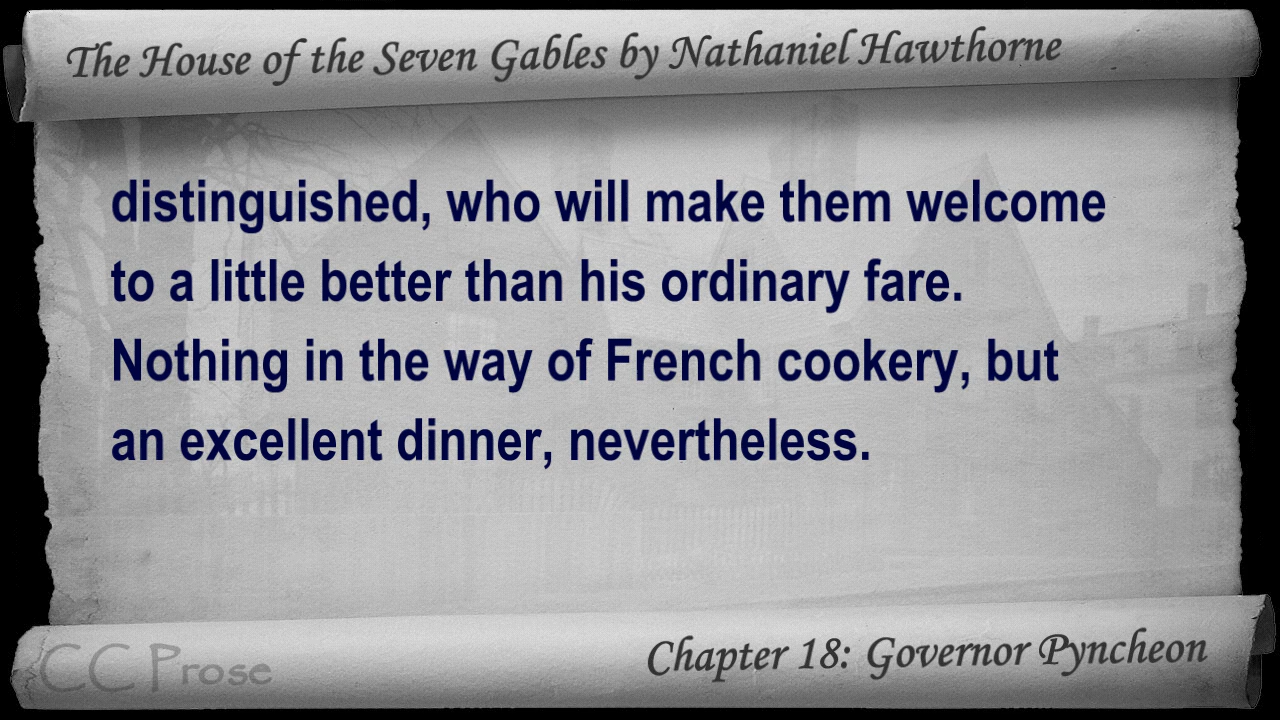 The House of the Seven Gables by Nathaniel Hawthorne
distinguished, who will make them welcome
to a little better than his ordinary fare.
Nothing in the way of French cookery, but
an excellent dinner, nevertheless.
CC Prose
Chapter 18: Governor Pyncheon